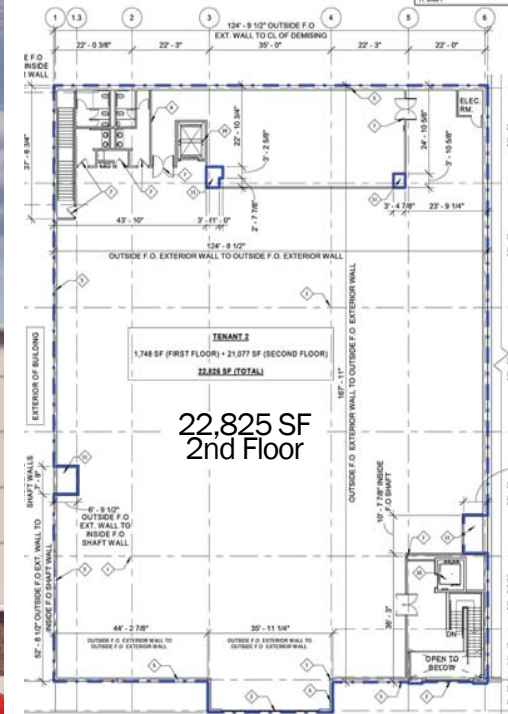 1
1.3
2
3
4
5
6
124' - 9 1/2" OUTSIDE F.O
EXT. WALL TO CL OF DEMISING
22' - 0 3/8"
22' - 3"
35' - 0"
22' - 3"
22' - 0"
E F.O
INSIDE
WALL
37' - 6 3/4"
22' - 10 3/4"
3' - 2 5/8"
24' - 10 5/8"
3' - 10 5/8"
ELEC.
RM.
43' - 10"
2' - 7 7/8"
3' - 4 7/8"
23' - 9 1/4"
124' - 8 1/2"
OUTSIDE F.O. EXTERIOR WALL TO OUTSIDE F.O. EXTERIOR WALL
EXTERIOR OF BUILDING
TENANT 2
1,748 SF (FIRST FLOOR) + 21,077 SF (SECOND FLOOR)
22,826 SF (TOTAL)
167' - 11"
OUTSIDE F.O. EXTERIOR WALL TO OUTSIDE F.O. EXTERIOR WALL
22,825 SF
2nd Floor
SHAFT WALLS
7' - 9"
6' - 9 1/2"
OUTSIDE F.O
EXT. WALL TO
INSIDE F.O
SHAFT WALL
10' - 7 7/8" INSIDE
F.O SHAFT
52' - 8 1/2" OUTSIDE F.O EXT. WALL TO
INSIDE F.O SHAFT WALL
36' - 3"
44' - 2 7/8"
35' - 11 1/4"
OUTSIDE F.O EXTERIOR WALL TO
OUTSIDE F.O EXTERIOR WALL
OUTSIDE F.O EXTERIOR WALL TO
OUTSIDE F.O EXTERIOR WALL
DN
OPEN TO
BELOW